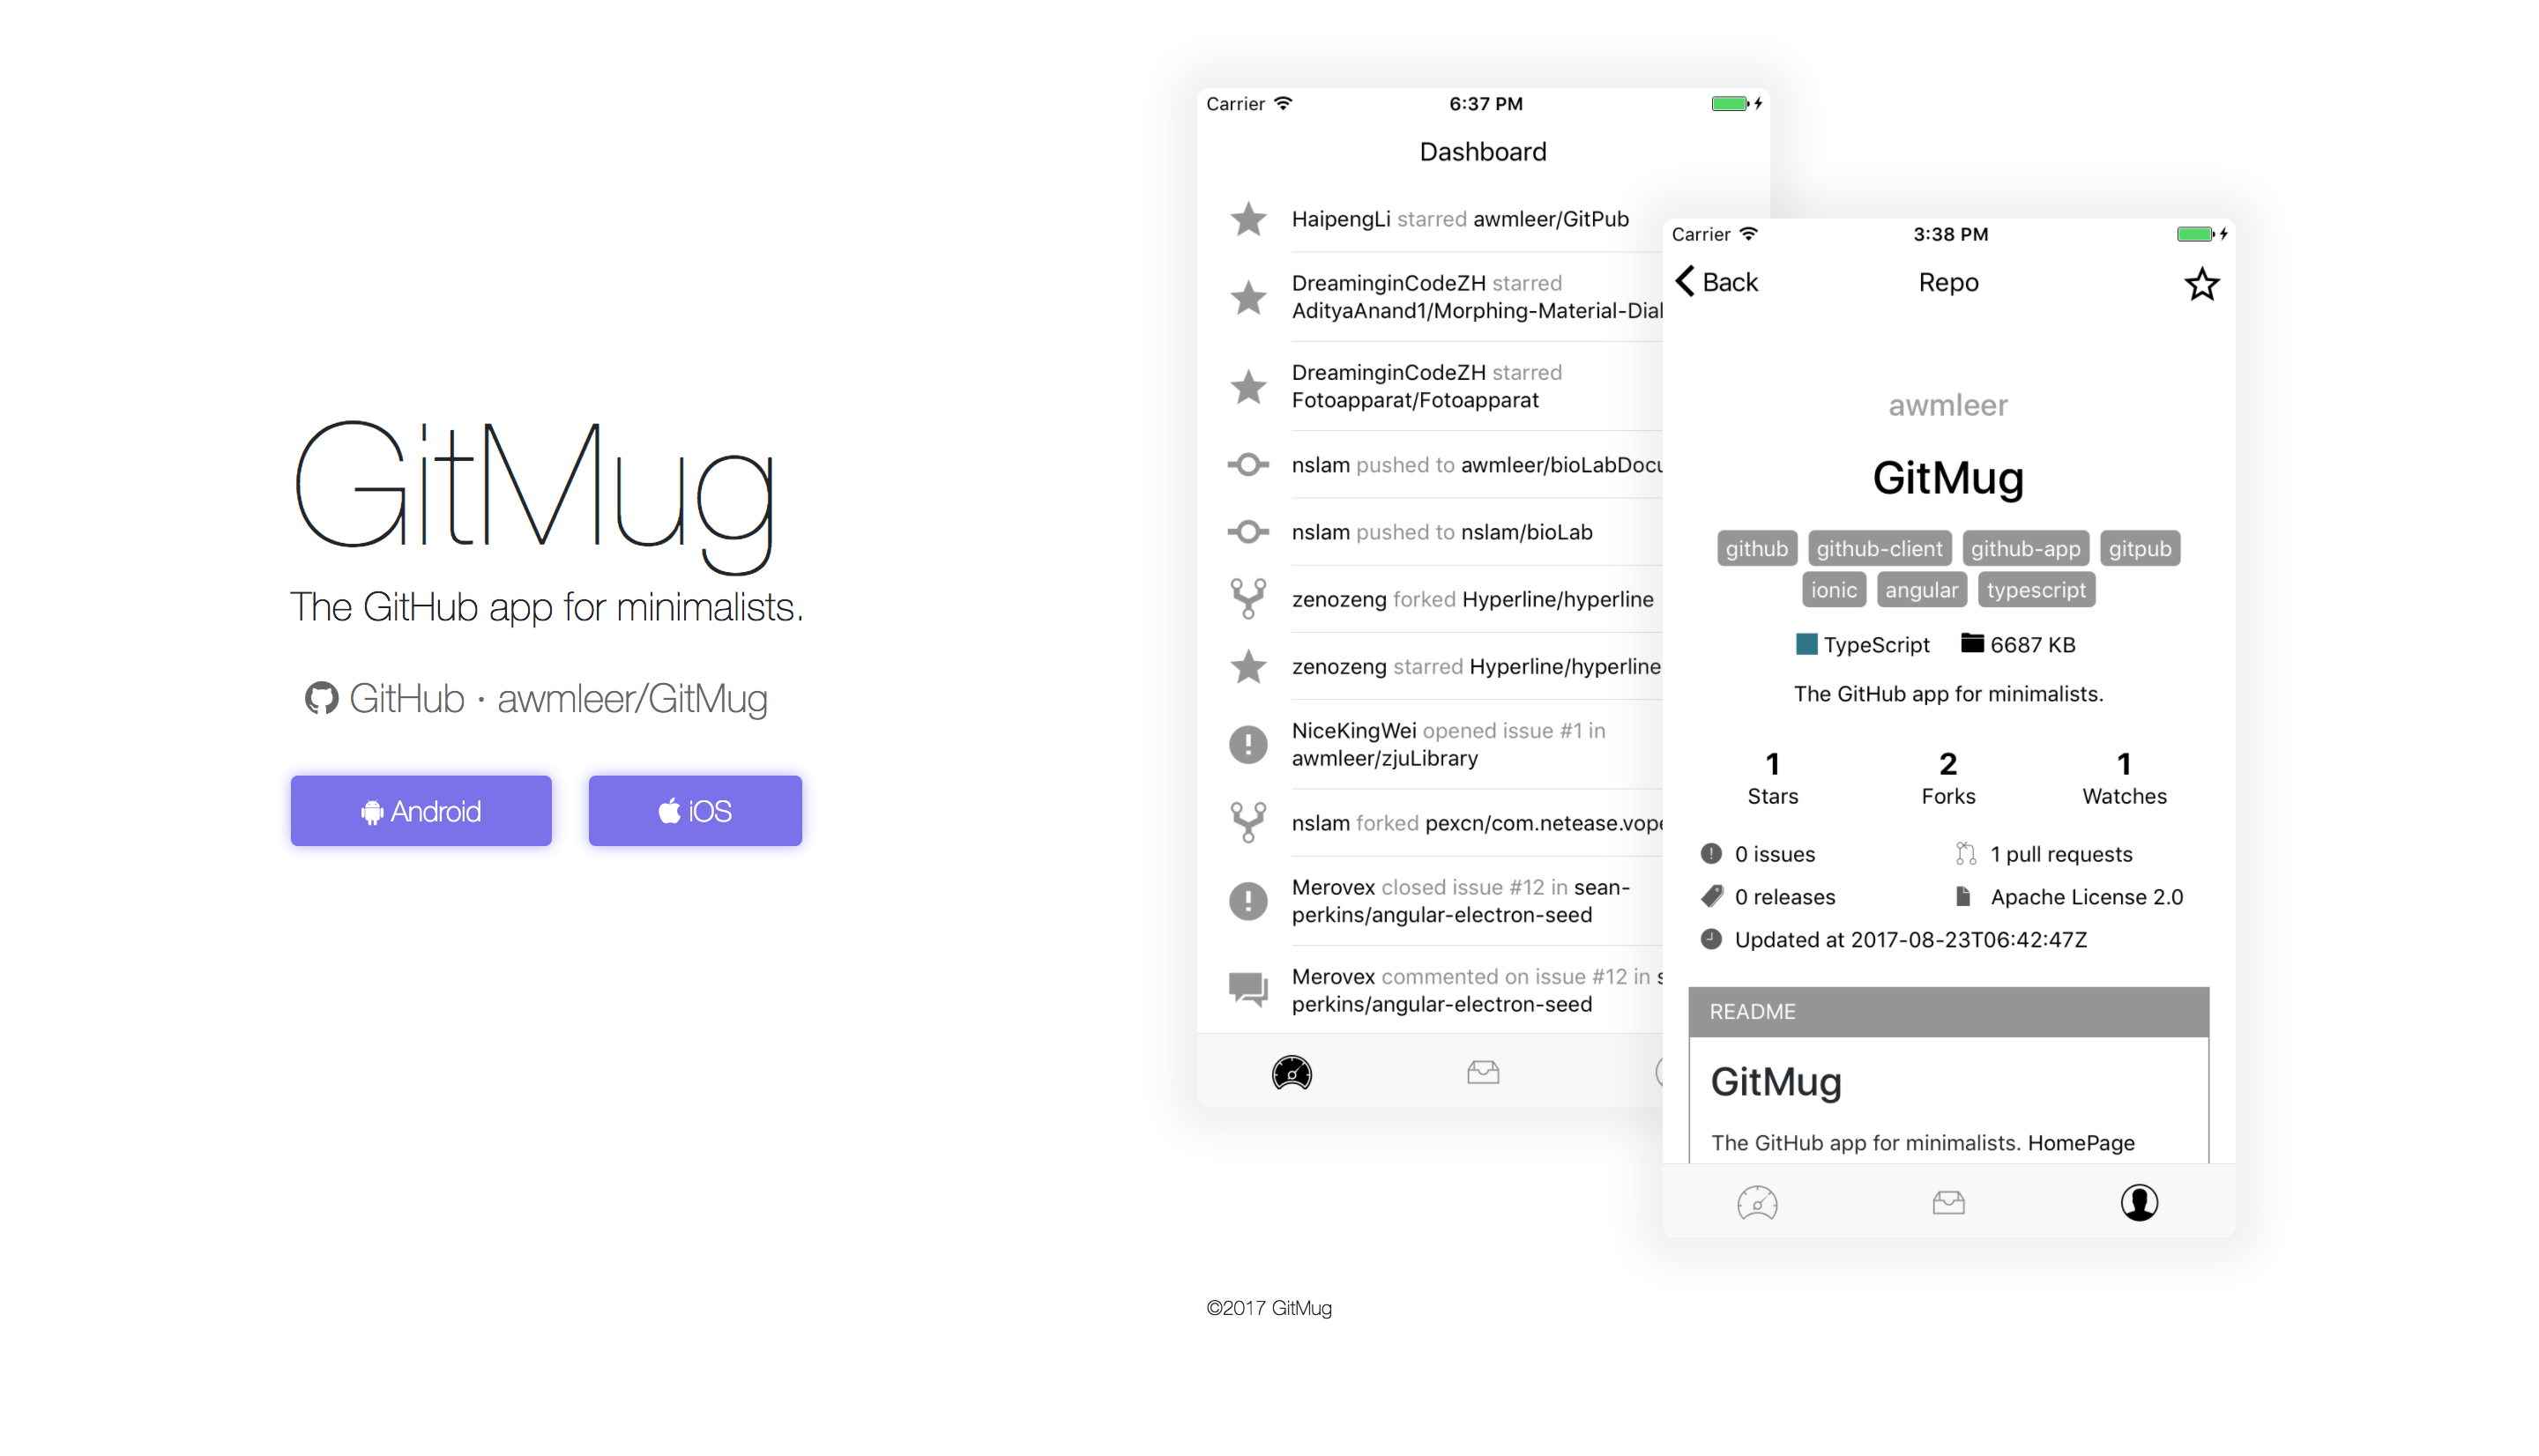 GitMug
The GitHub app for minimalists.
GitHub · awmleer/GitMug
Android
iOS
Carrier 6:37 PM
Dashboard
HaipengLi starred awmleer/GitPub
DreaminginCodeZH starred
AdityaAnand1/Morphing-Material-Dial
DreaminginCodeZH starred
Fotoapparat/Fotoapparat
nslam pushed to awmleer/bioLabDocu
nslam pushed to nslam/bioLab
zenozeng forked Hyperline/hyperline
zenozeng starred Hyperline/hyperline
NiceKingWei opened issue #1 in
awmleer/zjuLibrary
nslam forked pexcn/com.netease.vope
Merovex closed issue #12 in sean-
perkins/angular-electron-seed
Merovex commented on issue #12 in s
perkins/angular-electron-seed
Carrier 3:38 PM
Back Repo
awmleer
GitMug
github github-client github-app gitpub
ionic angular typescript
TypeScript 6687 KB
The GitHub app for minimalists.
1 2 1
Stars Forks Watches
0 issues 1 pull requests
0 releases Apache License 2.0
Updated at 2017-08-23T06:42:47Z
README
GitMug
The GitHub app for minimalists. HomePage
©2017 GitMug